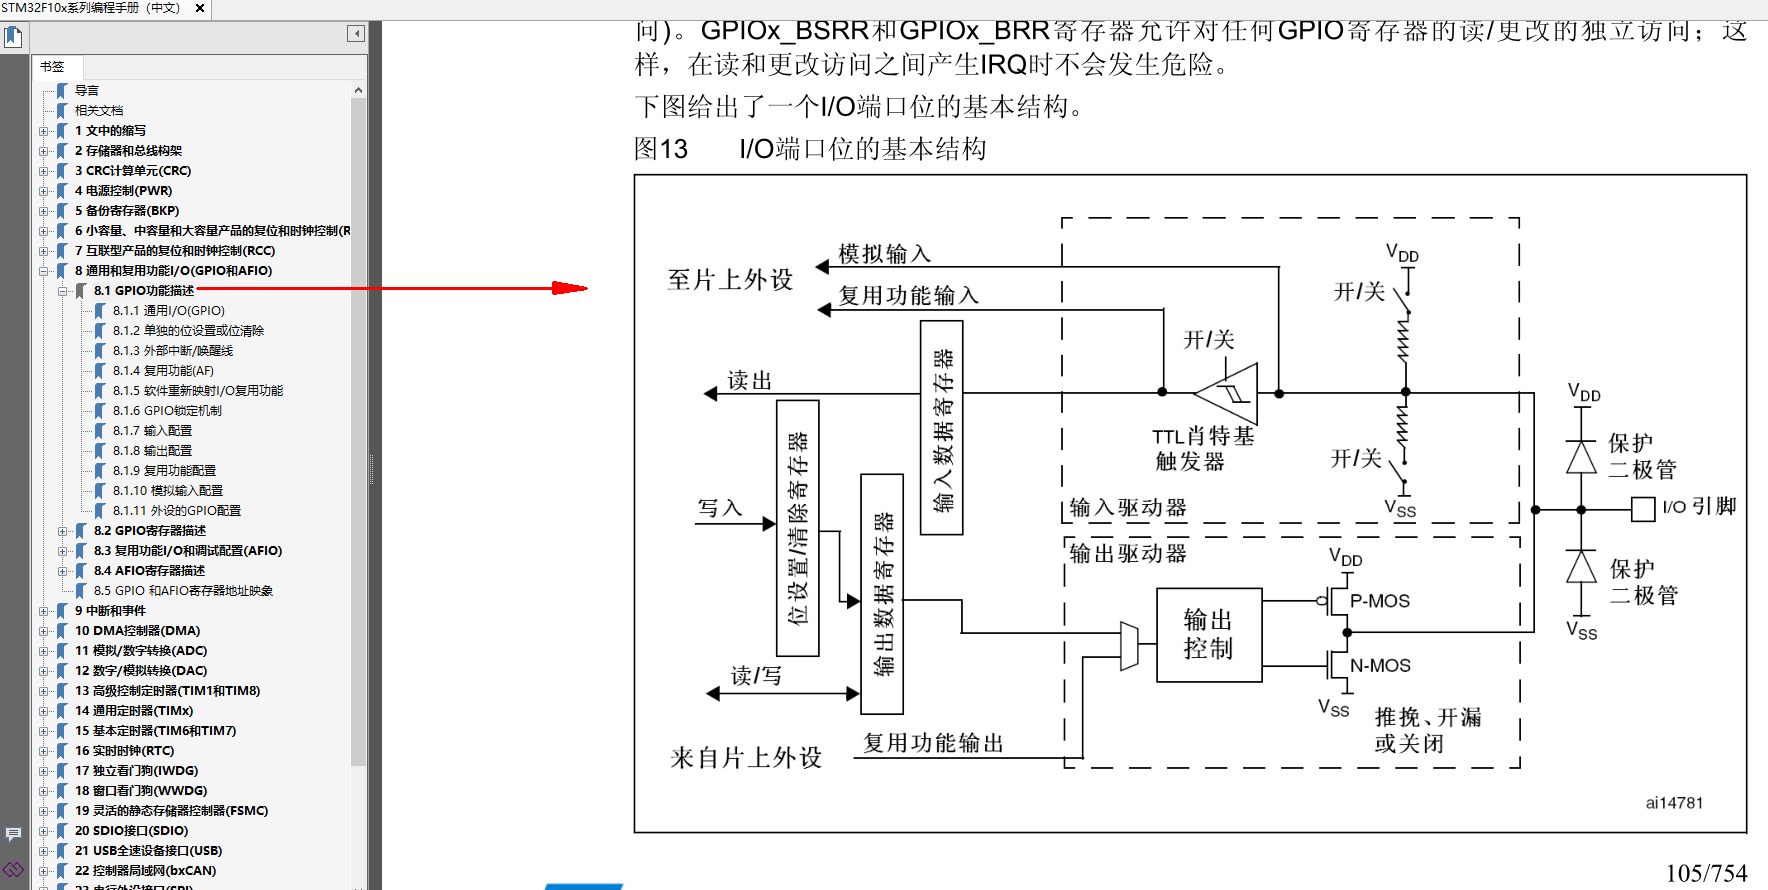 STM32F10x系列编程手册（中文）
书签
导言
相关文档
1 文中的缩写
2 存储器和总线构架
3 CRC计算单元(CRC)
4 电源控制(PWR)
5 备份寄存器(BKP)
6 小容量、中容量和大容量产品的复位和时钟控制(R
7 互联型产品的复位和时钟控制(RCC)
8 通用和复用功能I/O(GPIO和AFIO)
8.1 GPIO功能描述
8.1.1 通用I/O(GPIO)
8.1.2 单独的位设置或位清除
8.1.3 外部中断/唤醒线
8.1.4 复用功能(AF)
8.1.5 软件重新映射I/O复用功能
8.1.6 GPIO锁定机制
8.1.7 输入配置
8.1.8 输出配置
8.1.9 复用功能配置
8.1.10 模拟输入配置
8.1.11 外设的GPIO配置
8.2 GPIO寄存器描述
8.3 复用功能I/O和调试配置(AFIO)
8.4 AFIO寄存器描述
8.5 GPIO 和AFIO寄存器地址映象
9 中断和事件
10 DMA控制器(DMA)
11 模拟/数字转换(ADC)
12 数字/模拟转换(DAC)
13 高级控制定时器(TIM1和TIM8)
14 通用定时器(TIMx)
15 基本定时器(TIM6和TIM7)
16 实时时钟(RTC)
17 独立看门狗(IWDG)
18 窗口看门狗(WWDG)
19 灵活的静态存储器控制器(FSMC)
20 SDIO接口(SDIO)
21 USB全速设备接口(USB)
22 控制器局域网(bxCAN)
23 串行外设接口(SPI)
问)。GPIOx_BSRR和GPIOx_BRR寄存器允许对任何GPIO寄存器的读/更改的独立访问；这
样，在读和更改访问之间产生IRQ时不会发生危险。
下图给出了一个I/O端口位的基本结构。
图13 I/O端口位的基本结构
至片上外设
模拟输入
复用功能输入
读出
写入
位设置/清除寄存器
输出数据寄存器
输入数据寄存器
读/写
来自片上外设
复用功能输出
开/关
TTL肖特基
触发器
VDD
开/关
开/关
VSS
输入驱动器
输出驱动器
输出
控制
VDD
P-MOS
N-MOS
VSS
推挽、开漏
或关闭
VDD
保护
二极管
I/O 引脚
保护
二极管
VSS
ai14781
105/754